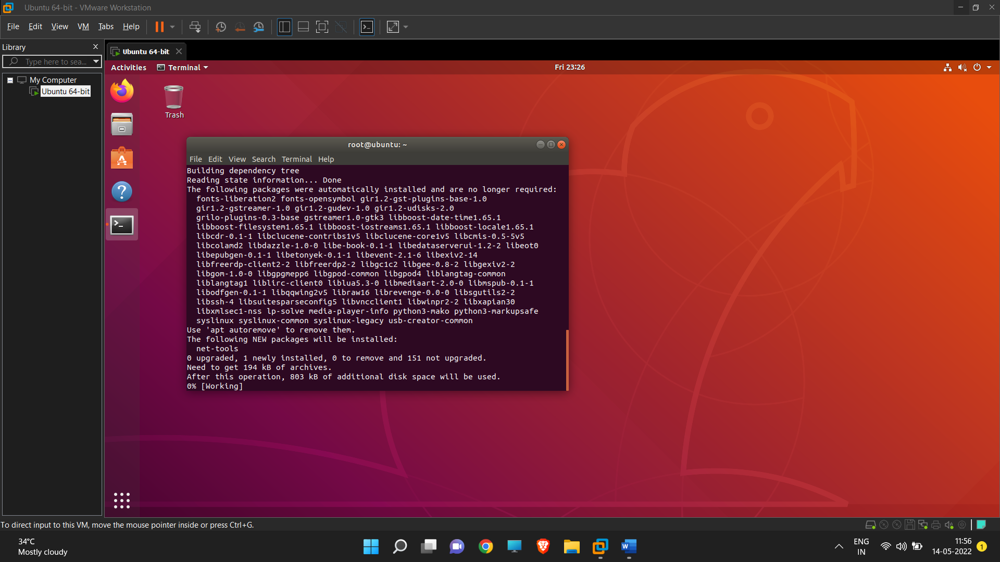 Ubuntu 64-bit - VMware Workstation
File Edit View VM Tabs Help
Library
Type here to sea...
My Computer
Ubuntu 64-bit
Ubuntu 64-bit
Activities Terminal Fri 23:26
Trash
root@ubuntu: ~
File Edit View Search Terminal Help
Building dependency tree
Reading state information... Done
The following packages were automatically installed and are no longer required:
fonts-liberation2 fonts-opensymbol gir1.2-gst-plugins-base-1.0
gir1.2-gstreamer-1.0 gir1.2-gudev-1.0 gir1.2-udisks-2.0
grilo-plugins-0.3-base gstreamer1.0-gtk3 libboost-date-time1.65.1
libboost-filesystem1.65.1 libboost-iostreams1.65.1 libboost-locale1.65.1
libcdr-0.1-1 libclucene-contribs1v5 libclucene-core1v5 libcmis-0.5-5v5
libcolamd2 libdazzle-1.0-0 libe-book-0.1-1 libedataserverui-1.2-2 libeot0
libepubgen-0.1-1 libetonyek-0.1-1 libevent-2.1-6 libexiv2-14
libfreerdp-client2-2 libfreerdp2-2 libgc1c2 libgee-0.8-2 libgexiv2-2
libgom-1.0-0 libgpgmepp6 libgpod-common libgpod4 liblangtag-common
liblangtag1 liblirc-client0 liblua5.3-0 libmediaart-2.0-0 libmspub-0.1-1
libodfgen-0.1-1 libqqwing2v5 libraw16 librevenge-0.0-0 libsgutils2-2
libssh-4 libsuitesparseconfig5 libvncclient1 libwinpr2-2 libxapian30
libxmlsec1-nss lp-solve media-player-info python3-mako python3-markupsafe
syslinux syslinux-common syslinux-legacy usb-creator-common
Use 'apt autoremove' to remove them.
The following NEW packages will be installed:
net-tools
0 upgraded, 1 newly installed, 0 to remove and 151 not upgraded.
Need to get 194 kB of archives.
After this operation, 803 kB of additional disk space will be used.
0% [Working]
To direct input to this VM, move the mouse pointer inside or press Ctrl+G.
34°C
Mostly cloudy
ENG
IN
11:56
14-05-2022
1